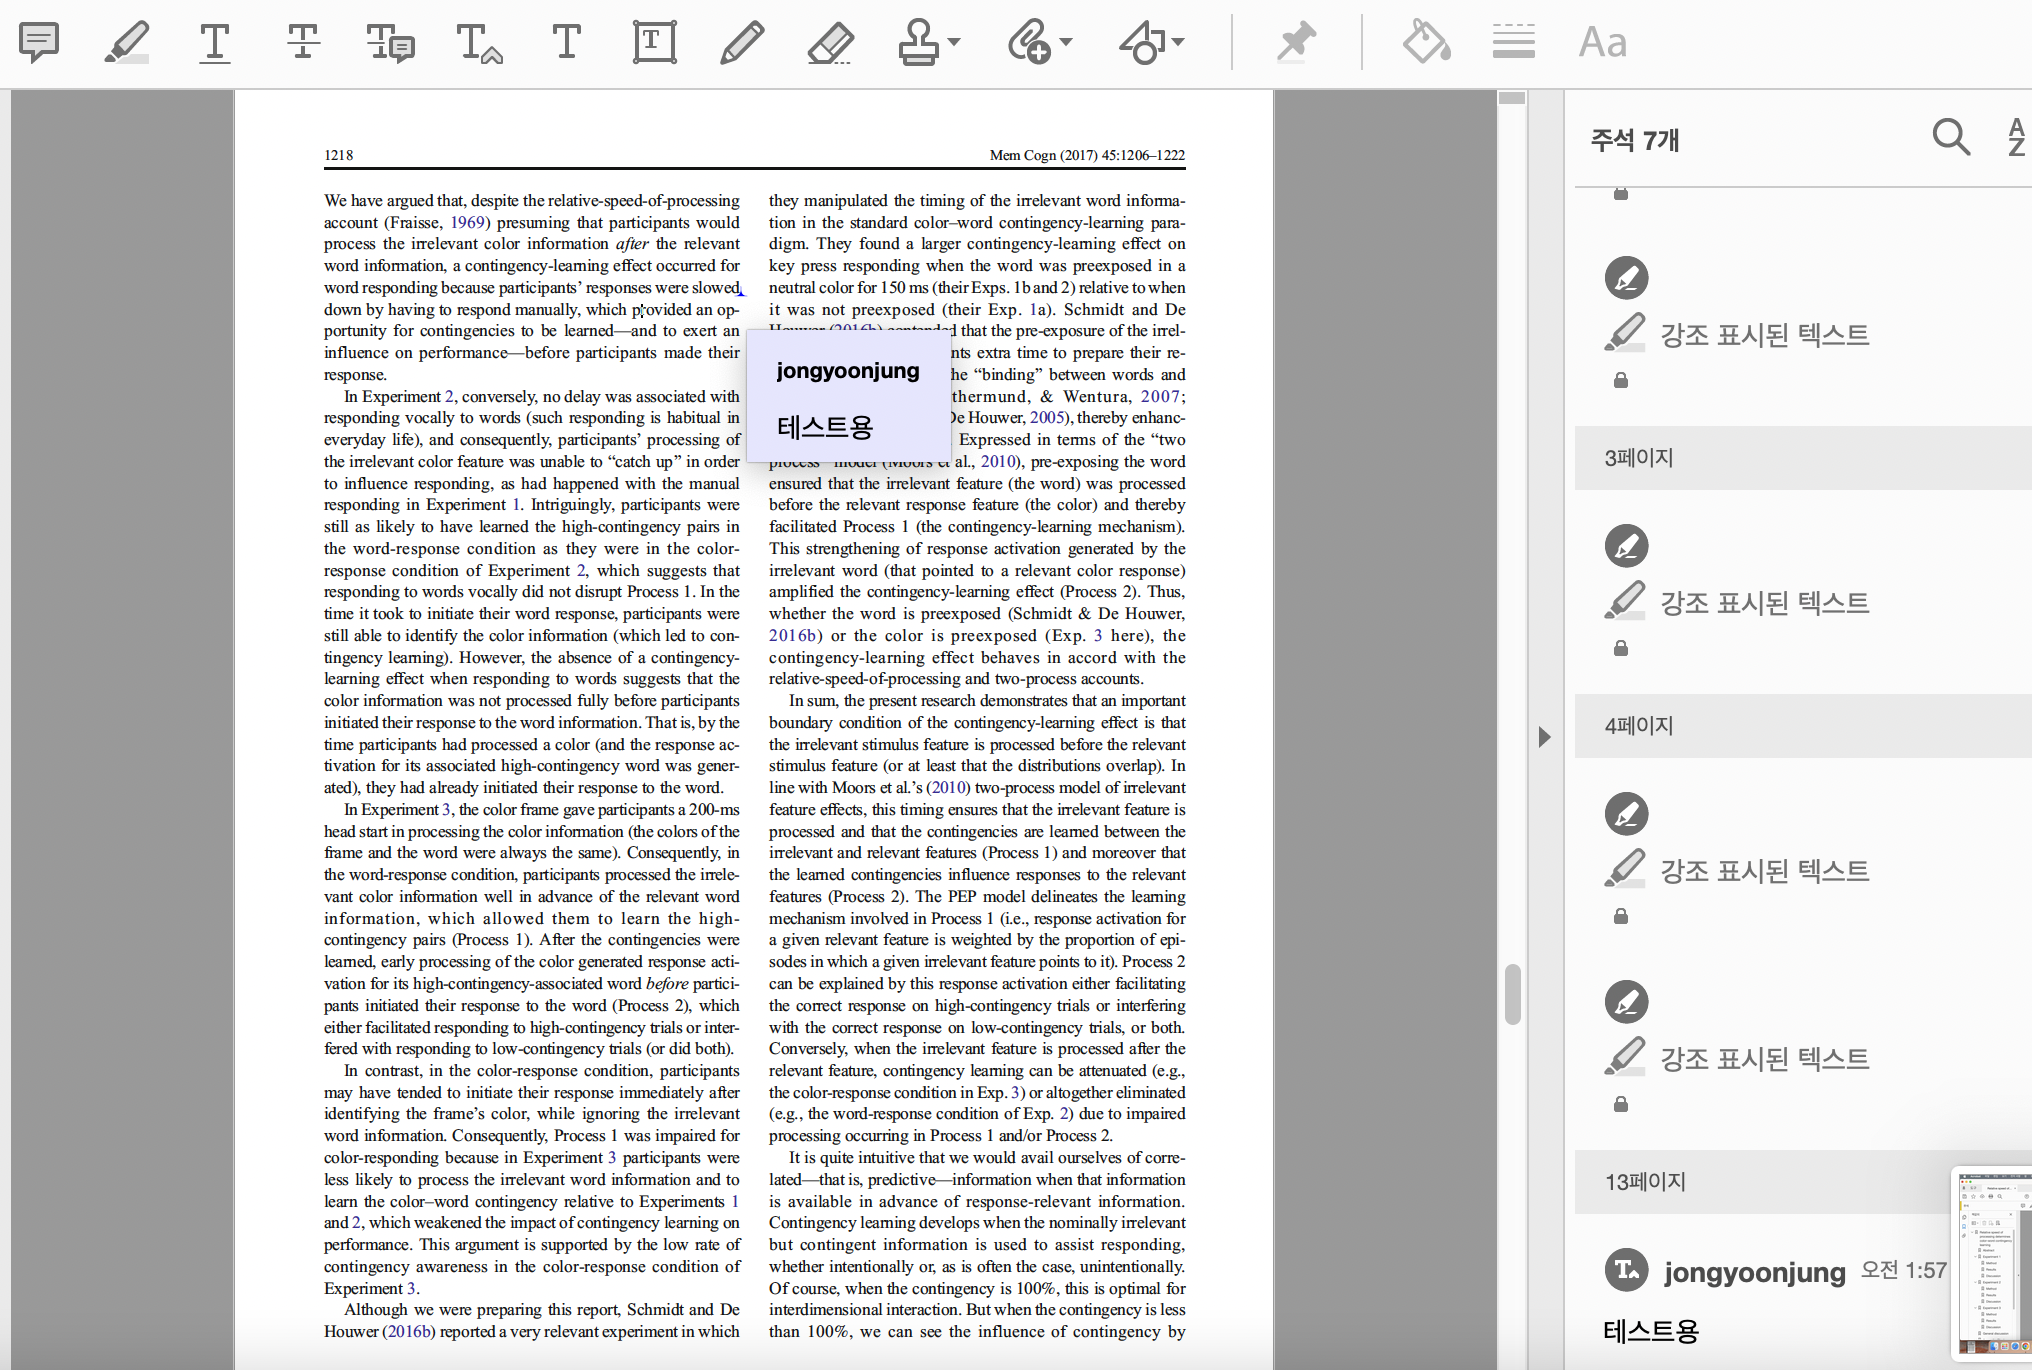 T
T
T
T
T
T
Aa
1218
Mem Cogn (2017) 45:1206–1222
We have argued that, despite the relative-speed-of-processing
account (Fraisse, 1969) presuming that participants would
process the irrelevant color information after the relevant
word information, a contingency-learning effect occurred for
word responding because participants' responses were slowed
down by having to respond manually, which provided an op-
portunity for contingencies to be learned—and to exert an
influence on performance—before participants made their
response.
In Experiment 2, conversely, no delay was associated with
responding vocally to words (such responding is habitual in
everyday life), and consequently, participants' processing of
the irrelevant color feature was unable to “catch up” in order
to influence responding, as had happened with the manual
responding in Experiment 1. Intriguingly, participants were
still as likely to have learned the high-contingency pairs in
the word-response condition as they were in the color-
response condition of Experiment 2, which suggests that
responding to words vocally did not disrupt Process 1. In the
time it took to initiate their word response, participants were
still able to identify the color information (which led to con-
tingency learning). However, the absence of a contingency-
learning effect when responding to words suggests that the
color information was not processed fully before participants
initiated their response to the word information. That is, by the
time participants had processed a color (and the response ac-
tivation for its associated high-contingency word was gener-
ated), they had already initiated their response to the word.
In Experiment 3, the color frame gave participants a 200-ms
head start in processing the color information (the colors of the
frame and the word were always the same). Consequently, in
the word-response condition, participants processed the irrele-
vant color information well in advance of the relevant word
information, which allowed them to learn the high-
contingency pairs (Process 1). After the contingencies were
learned, early processing of the color generated response acti-
vation for its high-contingency-associated word before partici-
pants initiated their response to the word (Process 2), which
either facilitated responding to high-contingency trials or inter-
fered with responding to low-contingency trials (or did both).
In contrast, in the color-response condition, participants
may have tended to initiate their response immediately after
identifying the frame's color, while ignoring the irrelevant
word information. Consequently, Process 1 was impaired for
color-responding because in Experiment 3 participants were
less likely to process the irrelevant word information and to
learn the color–word contingency relative to Experiments 1
and 2, which weakened the impact of contingency learning on
performance. This argument is supported by the low rate of
contingency awareness in the color-response condition of
Experiment 3.
Although we were preparing this report, Schmidt and De
Houwer (2016b) reported a very relevant experiment in which
they manipulated the timing of the irrelevant word informa-
tion in the standard color–word contingency-learning para-
digm. They found a larger contingency-learning effect on
key press responding when the word was preexposed in a
neutral color for 150 ms (their Exps. 1b and 2) relative to when
it was not preexposed (their Exp. 1a). Schmidt and De
Houwer (2016b) contended that the pre-exposure of the irrel-
nts extra time to prepare their re-
he “binding” between words and
thermund, & Wentura, 2007;
De Houwer, 2005), thereby enhanc-
Expressed in terms of the “two
process” model (Moors et al., 2010), pre-exposing the word
ensured that the irrelevant feature (the word) was processed
before the relevant response feature (the color) and thereby
facilitated Process 1 (the contingency-learning mechanism).
This strengthening of response activation generated by the
irrelevant word (that pointed to a relevant color response)
amplified the contingency-learning effect (Process 2). Thus,
whether the word is preexposed (Schmidt & De Houwer,
2016b) or the color is preexposed (Exp. 3 here), the
contingency-learning effect behaves in accord with the
relative-speed-of-processing and two-process accounts.
In sum, the present research demonstrates that an important
boundary condition of the contingency-learning effect is that
the irrelevant stimulus feature is processed before the relevant
stimulus feature (or at least that the distributions overlap). In
line with Moors et al.'s (2010) two-process model of irrelevant
feature effects, this timing ensures that the irrelevant feature is
processed and that the contingencies are learned between the
irrelevant and relevant features (Process 1) and moreover that
the learned contingencies influence responses to the relevant
features (Process 2). The PEP model delineates the learning
mechanism involved in Process 1 (i.e., response activation for
a given relevant feature is weighted by the proportion of epi-
sodes in which a given irrelevant feature points to it). Process 2
can be explained by this response activation either facilitating
the correct response on high-contingency trials or interfering
with the correct response on low-contingency trials, or both.
Conversely, when the irrelevant feature is processed after the
relevant feature, contingency learning can be attenuated (e.g.,
the color-response condition in Exp. 3) or altogether eliminated
(e.g., the word-response condition of Exp. 2) due to impaired
processing occurring in Process 1 and/or Process 2.
It is quite intuitive that we would avail ourselves of corre-
lated—that is, predictive—information when that information
is available in advance of response-relevant information.
Contingency learning develops when the nominally irrelevant
but contingent information is used to assist responding,
whether intentionally or, as is often the case, unintentionally.
Of course, when the contingency is 100%, this is optimal for
interdimensional interaction. But when the contingency is less
than 100%, we can see the influence of contingency by
jongyoonjung
테스트용
주석 7개
A
Z
강조 표시된 텍스트
3페이지
강조 표시된 텍스트
4페이지
강조 표시된 텍스트
강조 표시된 텍스트
13페이지
jongyoonjung 오전 1:57
테스트용